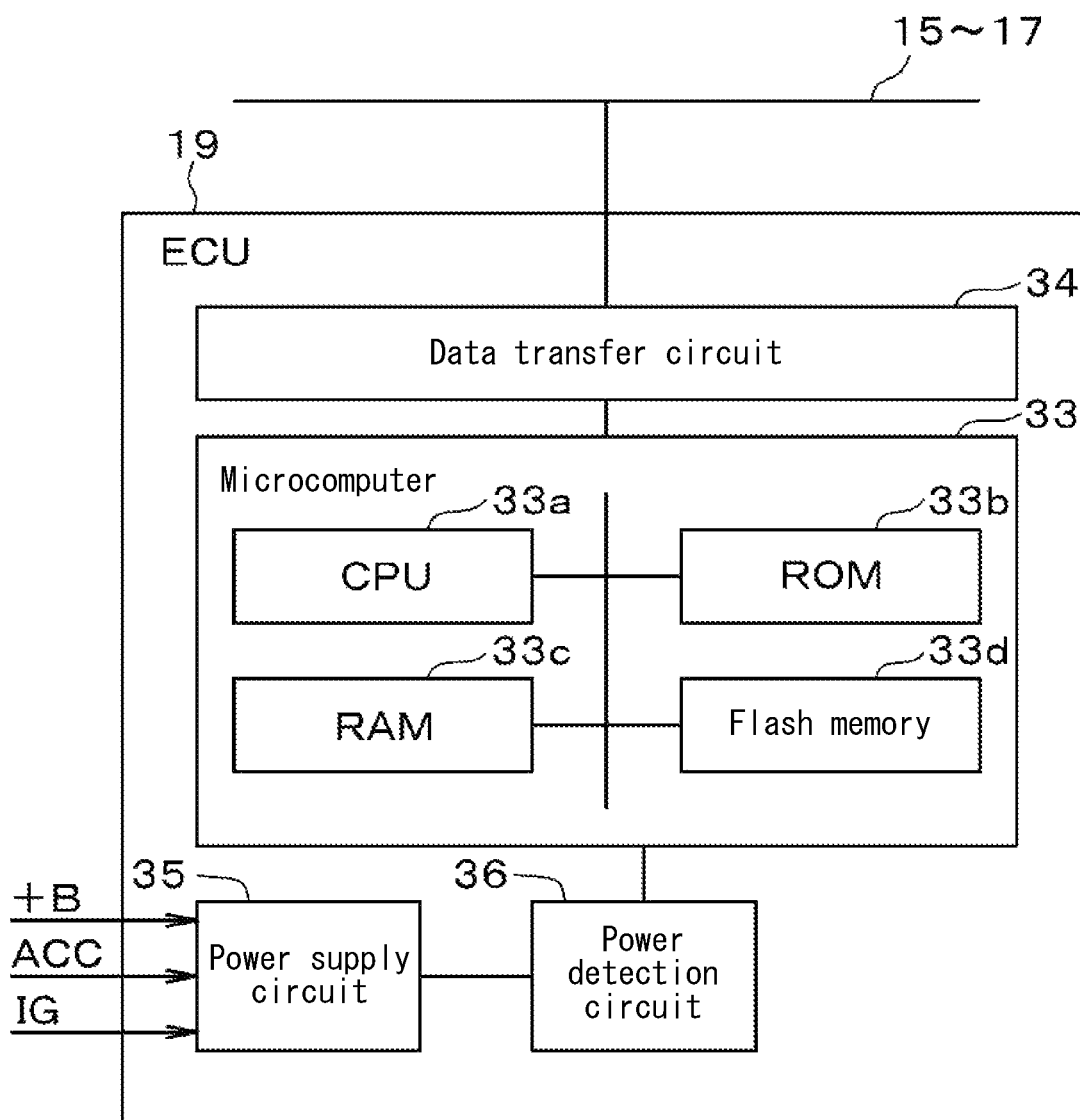 15～17
19
ECU
34
Data transfer circuit
33
Microcomputer
33a
33b
CPU
ROM
33c
33d
RAM
Flash memory
35
36
+B
ACC
IG
Power supply
circuit
Power
detection
circuit